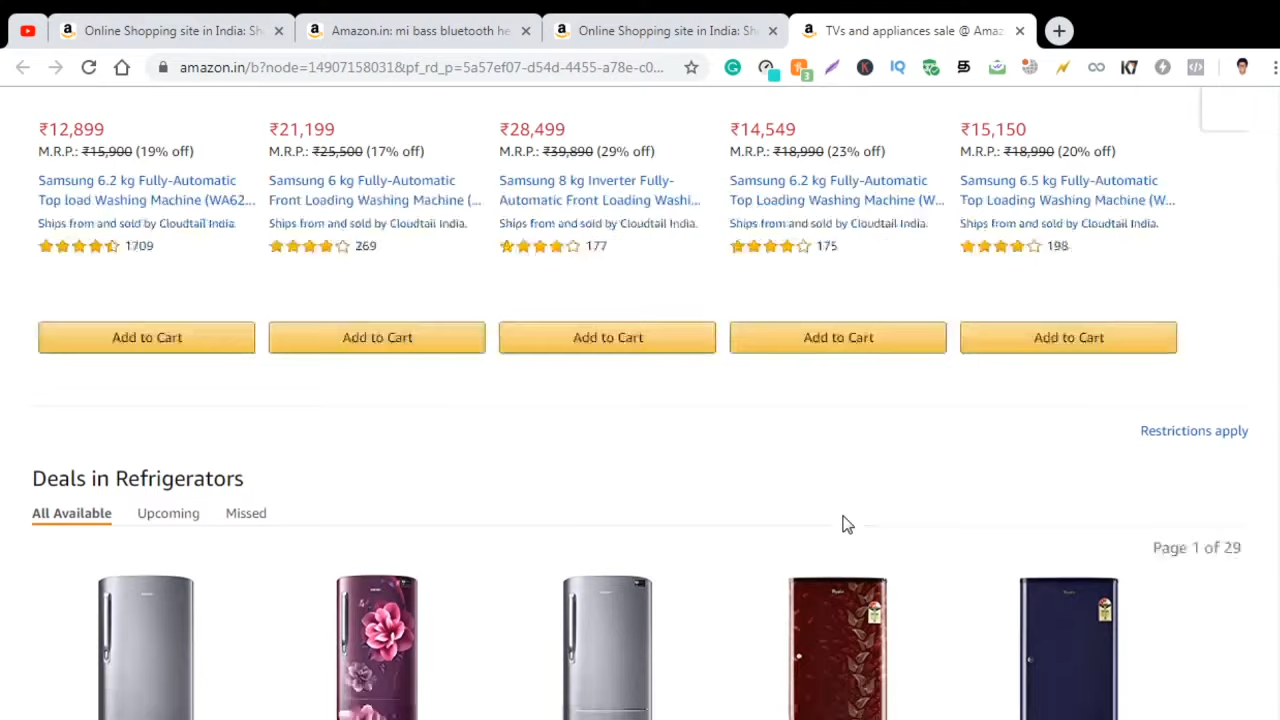 Online Shopping site in India: Sh
Amazon.in: mi bass bluetooth he
Online Shopping site in India: Sh
TVs and appliances sale @ Amaz
amazon.in/b?node=14907158031&pf_rd_p=5a57ef07-d54d-4455-a78e-c0...
₹12,899 ₹21,199 ₹28,499 ₹14,549 ₹15,150
M.R.P.: ₹15,900 (19% off) M.R.P.: ₹25,500 (17% off) M.R.P.: ₹39,890 (29% off) M.R.P.: ₹18,990 (23% off) M.R.P.: ₹18,990 (20% off)
Samsung 6.2 kg Fully-Automatic Samsung 6 kg Fully-Automatic Samsung 8 kg Inverter Fully- Samsung 6.2 kg Fully-Automatic Samsung 6.5 kg Fully-Automatic
Top load Washing Machine (WA62... Front Loading Washing Machine (... Automatic Front Loading Washi... Top Loading Washing Machine (W... Top Loading Washing Machine (W...
Ships from and sold by Cloudtail India. Ships from and sold by Cloudtail India. Ships from and sold by Cloudtail India. Ships from and sold by Cloudtail India. Ships from and sold by Cloudtail India.
1709 269 177 175 198
Add to Cart Add to Cart Add to Cart Add to Cart Add to Cart
Restrictions apply
Deals in Refrigerators
All Available Upcoming Missed
Page 1 of 29